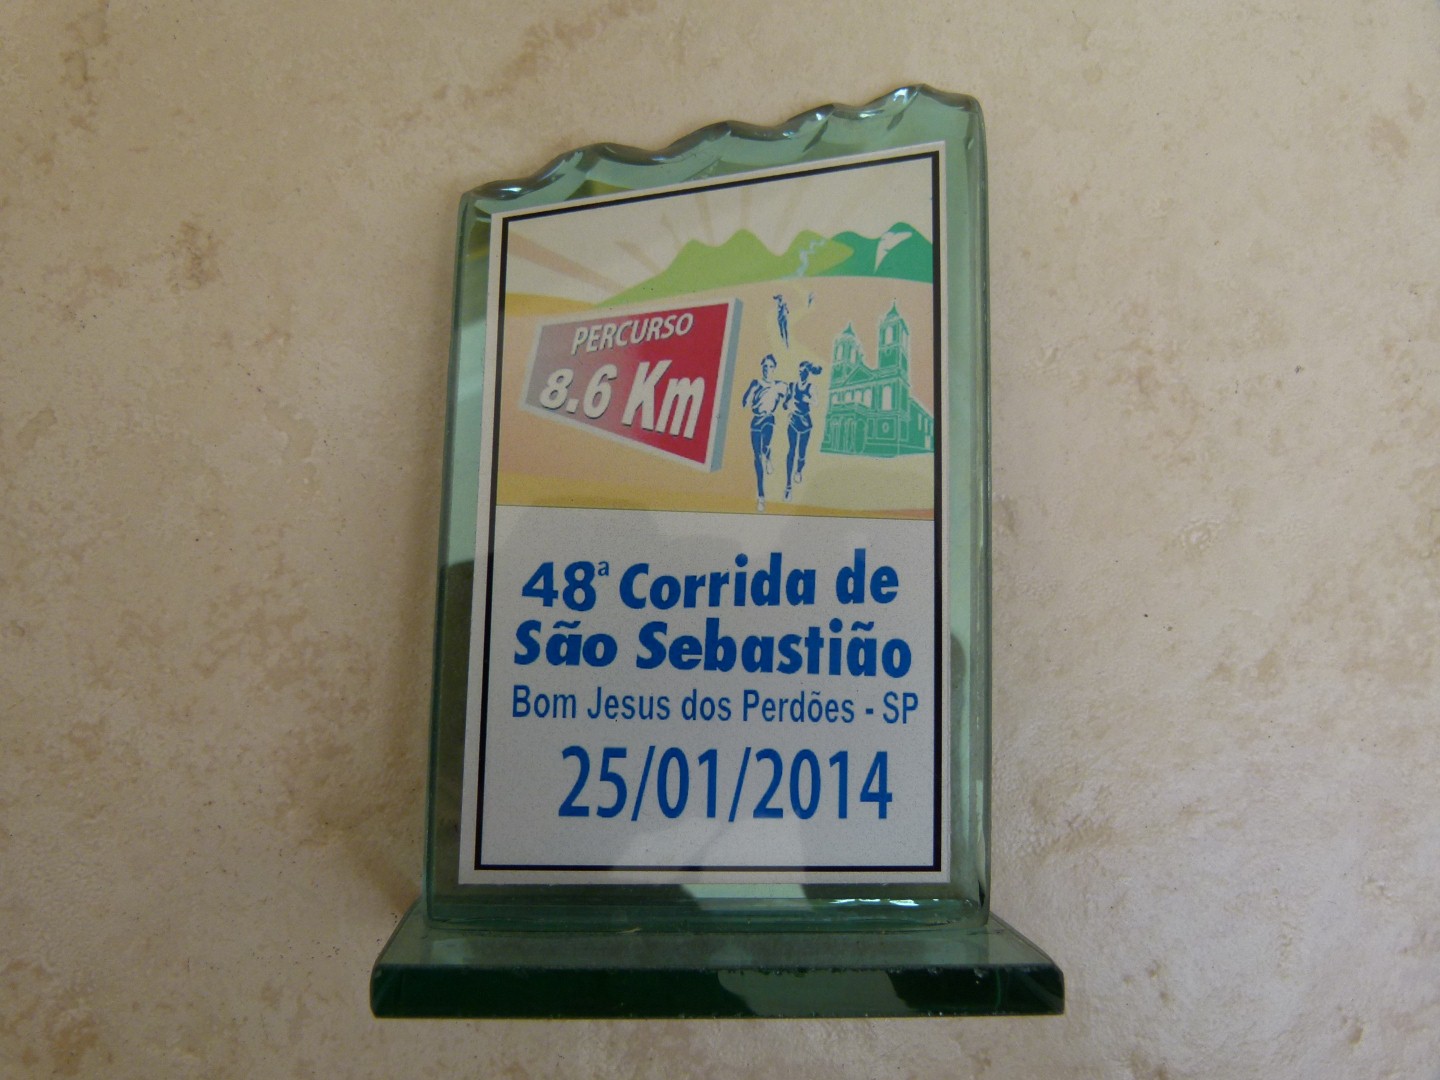 PERCURSO
8.6 Km
48ª Corrida de
São Sebastião
Bom Jesus dos Perdões - SP
25/01/2014